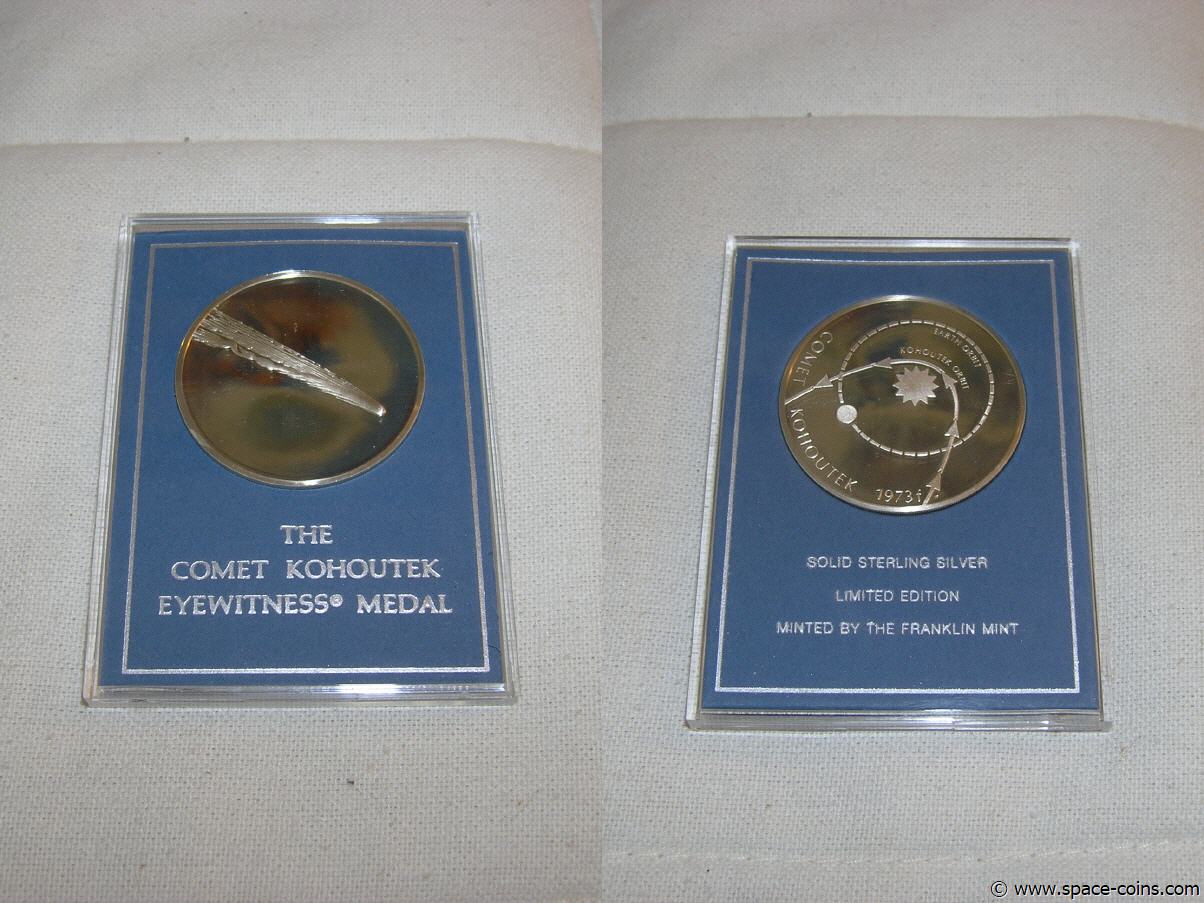 THE
COMET KOHOUTEK
EYEWITNESS® MEDAL
COMET KOHOUTEK 1973f
EARTH ORBIT
KOHOUTEK ORBIT
SOLID STERLING SILVER
LIMITED EDITION
MINTED BY THE FRANKLIN MINT
© www.space-coins.com